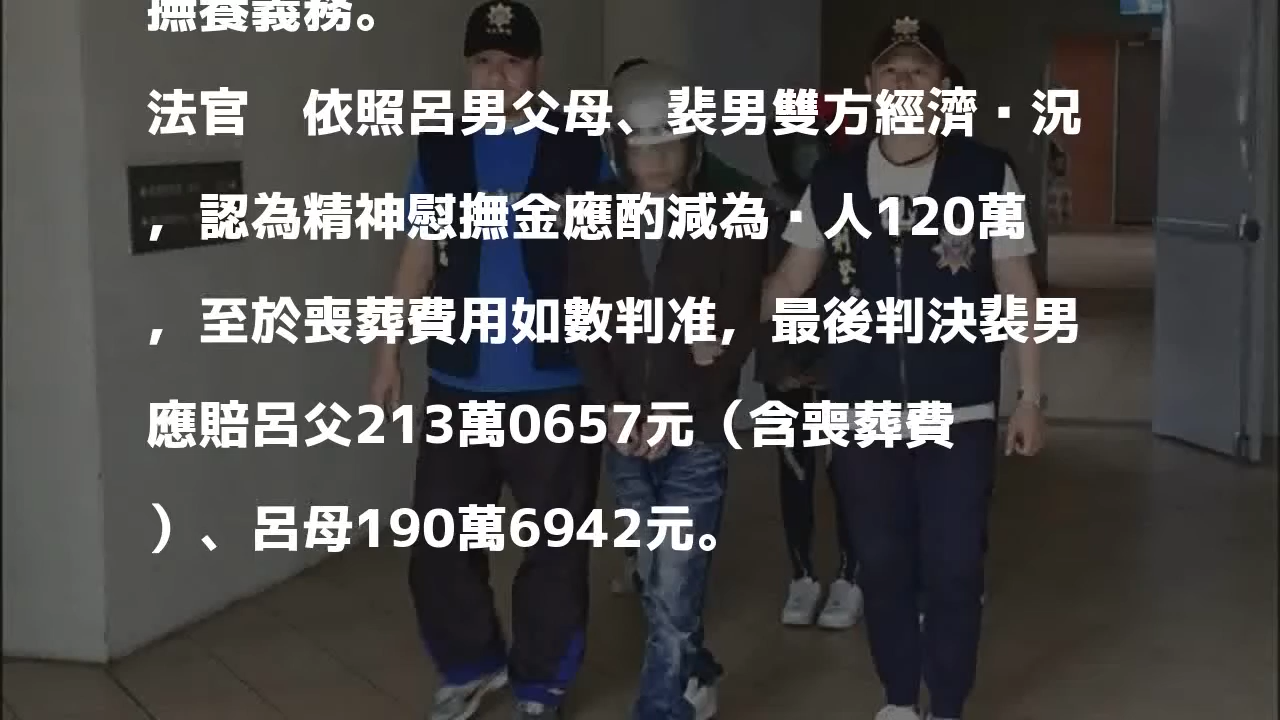 撫養義務。
法官　依照呂男父母、裴男雙方經濟▪況
，認為精神慰撫金應酌減為▪人120萬
，至於喪葬費用如數判准，最後判決裴男
應賠呂父213萬0657元（含喪葬費
）、呂母190萬6942元。